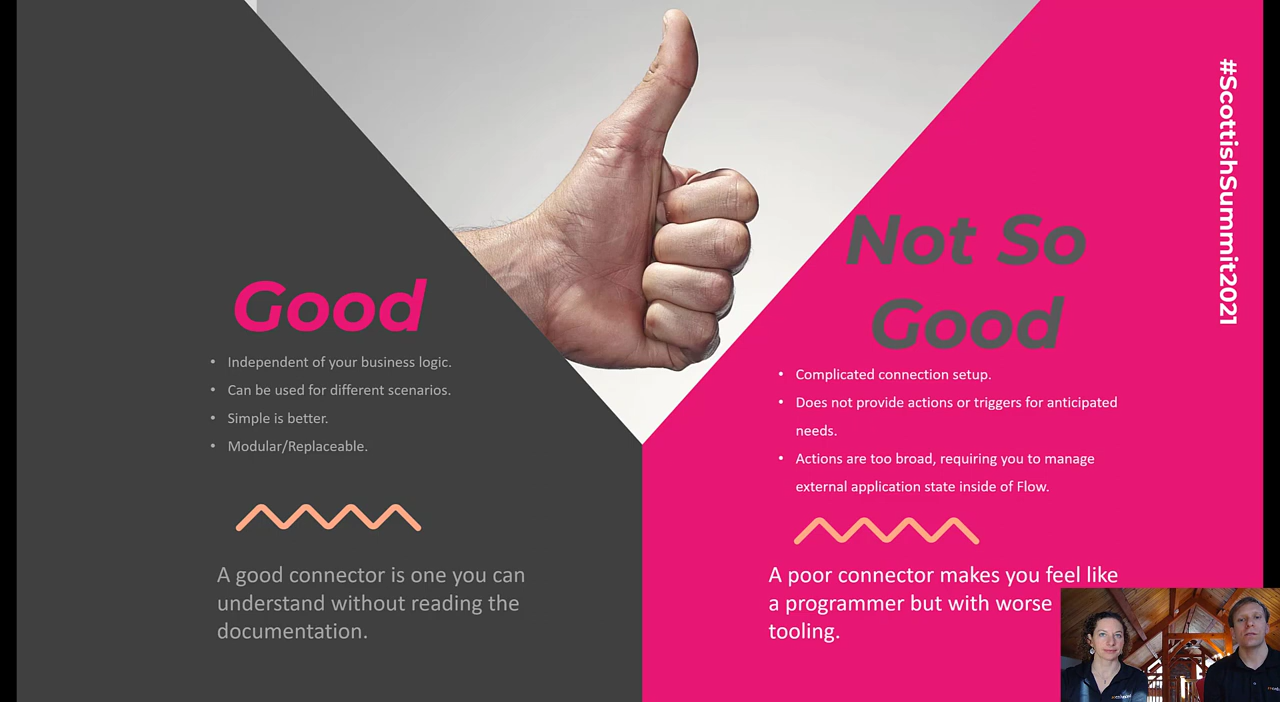 Good
• Independent of your business logic.
• Can be used for different scenarios.
• Simple is better.
• Modular/Replaceable.
A good connector is one you can
understand without reading the
documentation.
Not So
Good
• Complicated connection setup.
• Does not provide actions or triggers for anticipated
needs.
• Actions are too broad, requiring you to manage
external application state inside of Flow.
A poor connector makes you feel like
a programmer but with worse
tooling.
#ScottishSummit2021